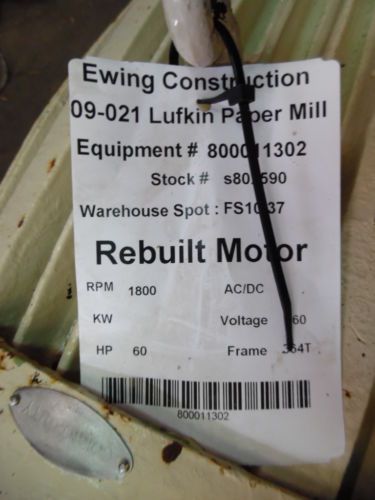 Ewing Construction
09-021 Lufkin Paper Mill
Equipment # 800011302
Stock #
Warehouse Spot :
Rebuilt Motor
RPM 1800 AC/DC
KW Voltage
HP 60 Frame
800011302